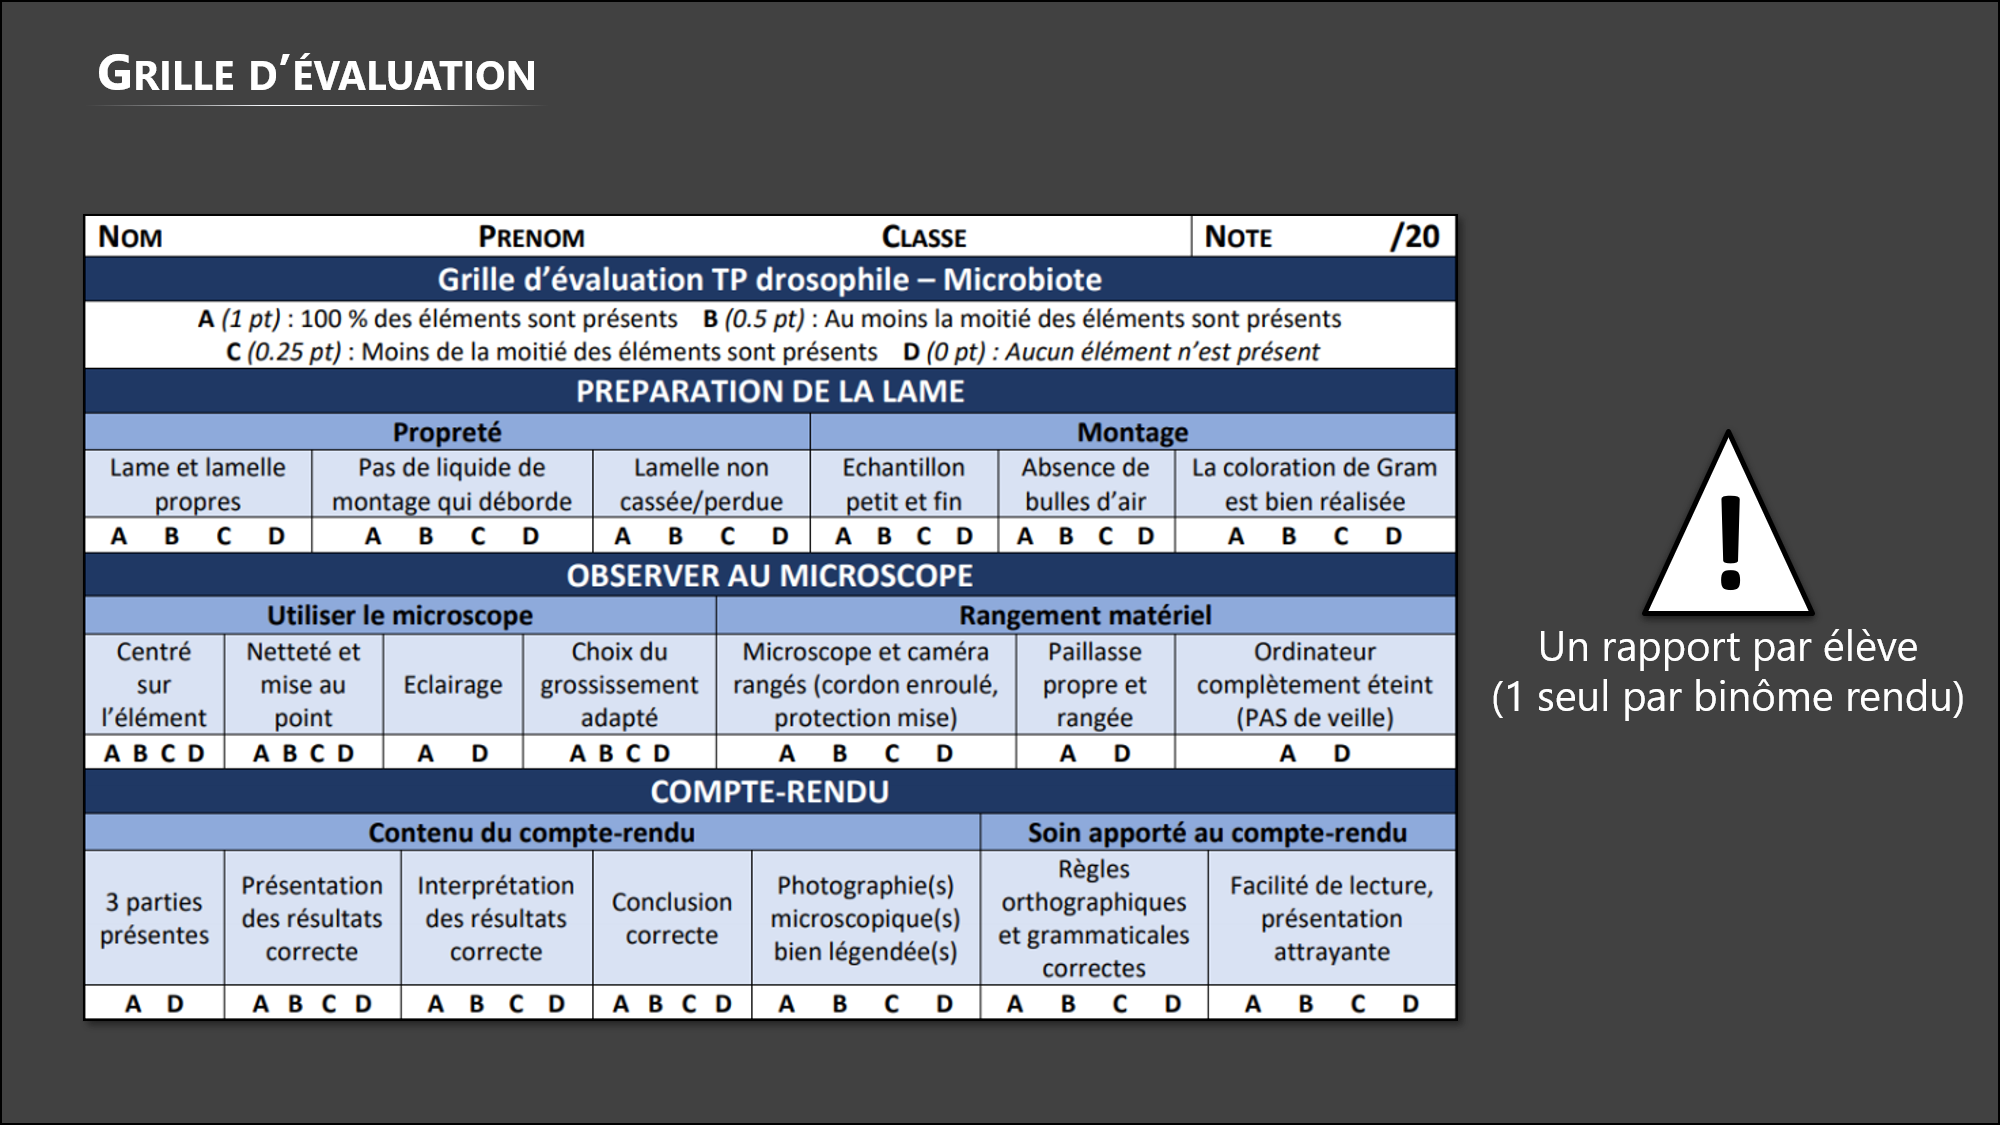 GRILLE D’ÉVALUATION
NOM PRENOM CLASSE NOTE /20
Grille d’évaluation TP drosophile – Microbiote
A (1 pt) : 100 % des éléments sont présents B (0.5 pt) : Au moins la moitié des éléments sont présents
C (0.25 pt) : Moins de la moitié des éléments sont présents D (0 pt) : Aucun élément n’est présent
PREPARATION DE LA LAME
Propreté
Montage
Lame et lamelle
propres
Pas de liquide de
montage qui déborde
Lamelle non
cassée/perdue
Echantillon
petit et fin
Absence de
bulles d’air
La coloration de Gram
est bien réalisée
A B C D
A B C D
A B C D
A B C D
A B C D
A B C D
OBSERVER AU MICROSCOPE
Utiliser le microscope
Rangement matériel
Centré
sur
l’élément
Netteté et
mise au
point
Eclairage
Choix du
grossissement
adapté
Microscope et caméra
rangés (cordon enroulé,
protection mise)
Paillasse
propre et
rangée
Ordinateur
complètement éteint
(PAS de veille)
A B C D
A B C D
A D
A B C D
A B C D
A D
A D
COMPTE-RENDU
Contenu du compte-rendu
Soin apporté au compte-rendu
3 parties
présentes
Présentation
des résultats
correcte
Interprétation
des résultats
correcte
Conclusion
correcte
Photographie(s)
microscopique(s)
bien légendée(s)
Règles
orthographiques
et grammaticales
correctes
Facilité de lecture,
présentation
attrayante
A D
A B C D
A B C D
A B C D
A B C D
A B C D
A B C D
!
Un rapport par élève
(1 seul par binôme rendu)